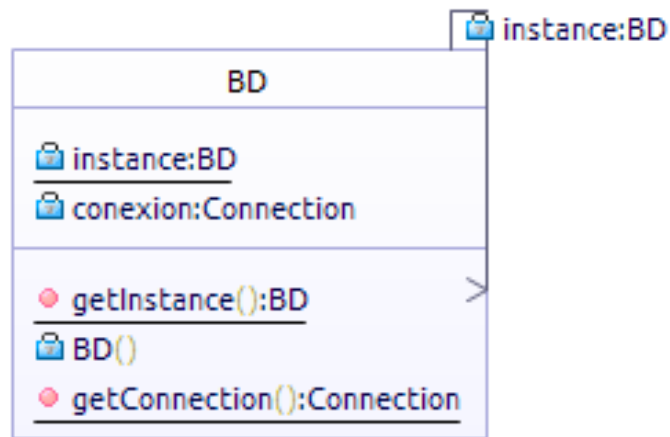 instance:BD
BD
instance:BD
conexion:Connection
getInstance():BD
BD()
getConnection():Connection